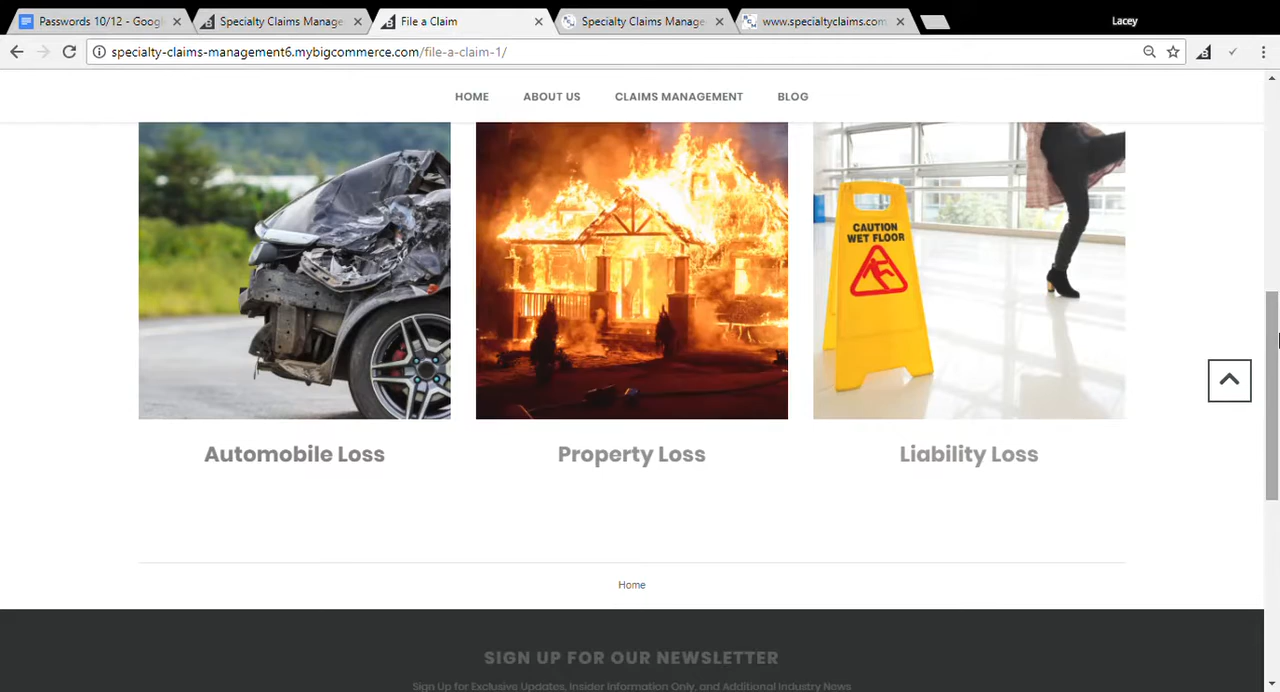 Passwords 10/12 - Googl
Specialty Claims Manage
File a Claim
Specialty Claims Manage
www.specialtyclaims.com
Lacey
specialty-claims-management6.mybigcommerce.com/file-a-claim-1/
HOME ABOUT US CLAIMS MANAGEMENT BLOG
CAUTION
WET FLOOR
Automobile Loss
Property Loss
Liability Loss
Home
SIGN UP FOR OUR NEWSLETTER
Sign Up for Exclusive Updates, Insider Information Only, and Additional Industry News